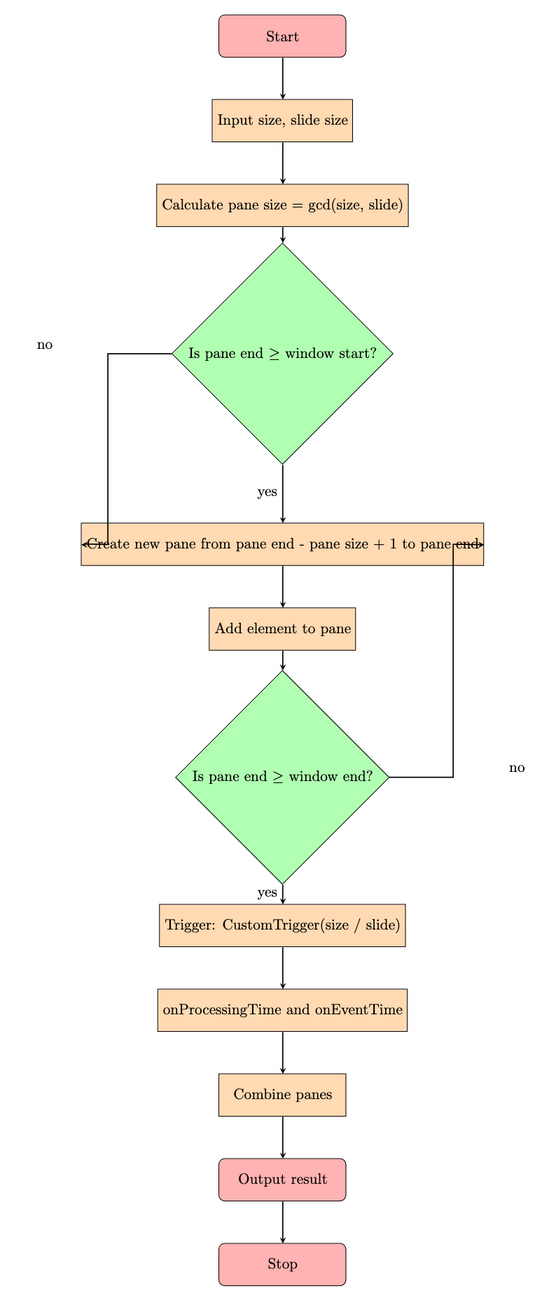 Start
Input size, slide size
Calculate pane size = gcd(size, slide)
Is pane end ≥ window start?
no
yes
Create new pane from pane end - pane size + 1 to pane end
Add element to pane
Is pane end ≥ window end?
no
yes
Trigger: CustomTrigger(size / slide)
onProcessingTime and onEventTime
Combine panes
Output result
Stop